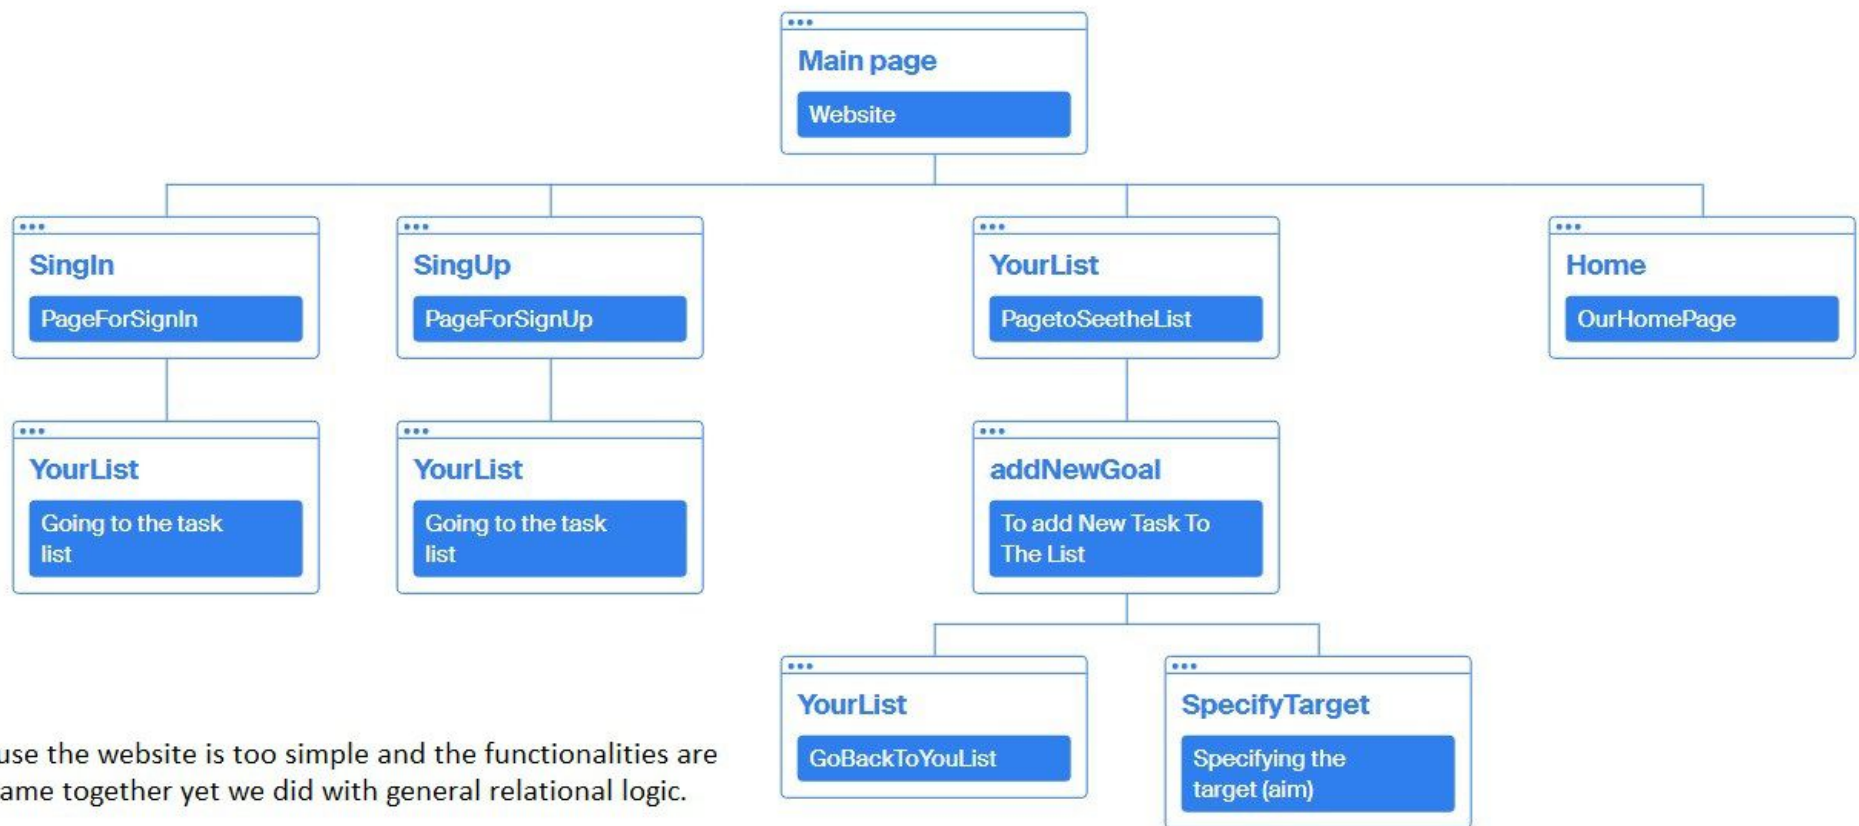 Main page
Website
SingIn
PageForSignIn
SingUp
PageForSignUp
YourList
PagetoSeetheList
Home
OurHomePage
YourList
Going to the task
list
YourList
Going to the task
list
addNewGoal
To add New Task To
The List
YourList
GoBackToYouList
SpecifyTarget
Specifying the
target (aim)
use the website is too simple and the functionalities are
ame together yet we did with general relational logic.